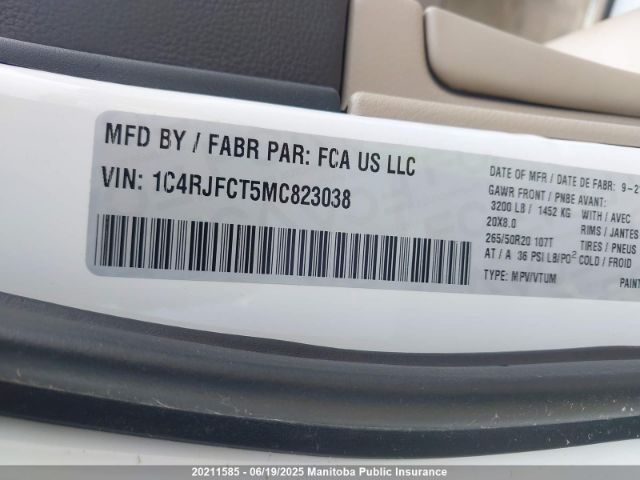 MFD BY / FABR PAR: FCA US LLC
VIN: 1C4RJFCT5MC823038
DATE OF MFR / DATE DE FABR: 9-2
GAWR FRONT / PNBE AVANT:
3200 LB / 1452 KG WITH / AVEC
20X8.0 RIMS / JANTES
265/50R20 107T TIRES / PNEUS
AT / A 36 PSI LB/PO² COLD / FROID
TYPE: MPV/VTUM PAINT
20211585 - 06/19/2025 Manitoba Public Insurance